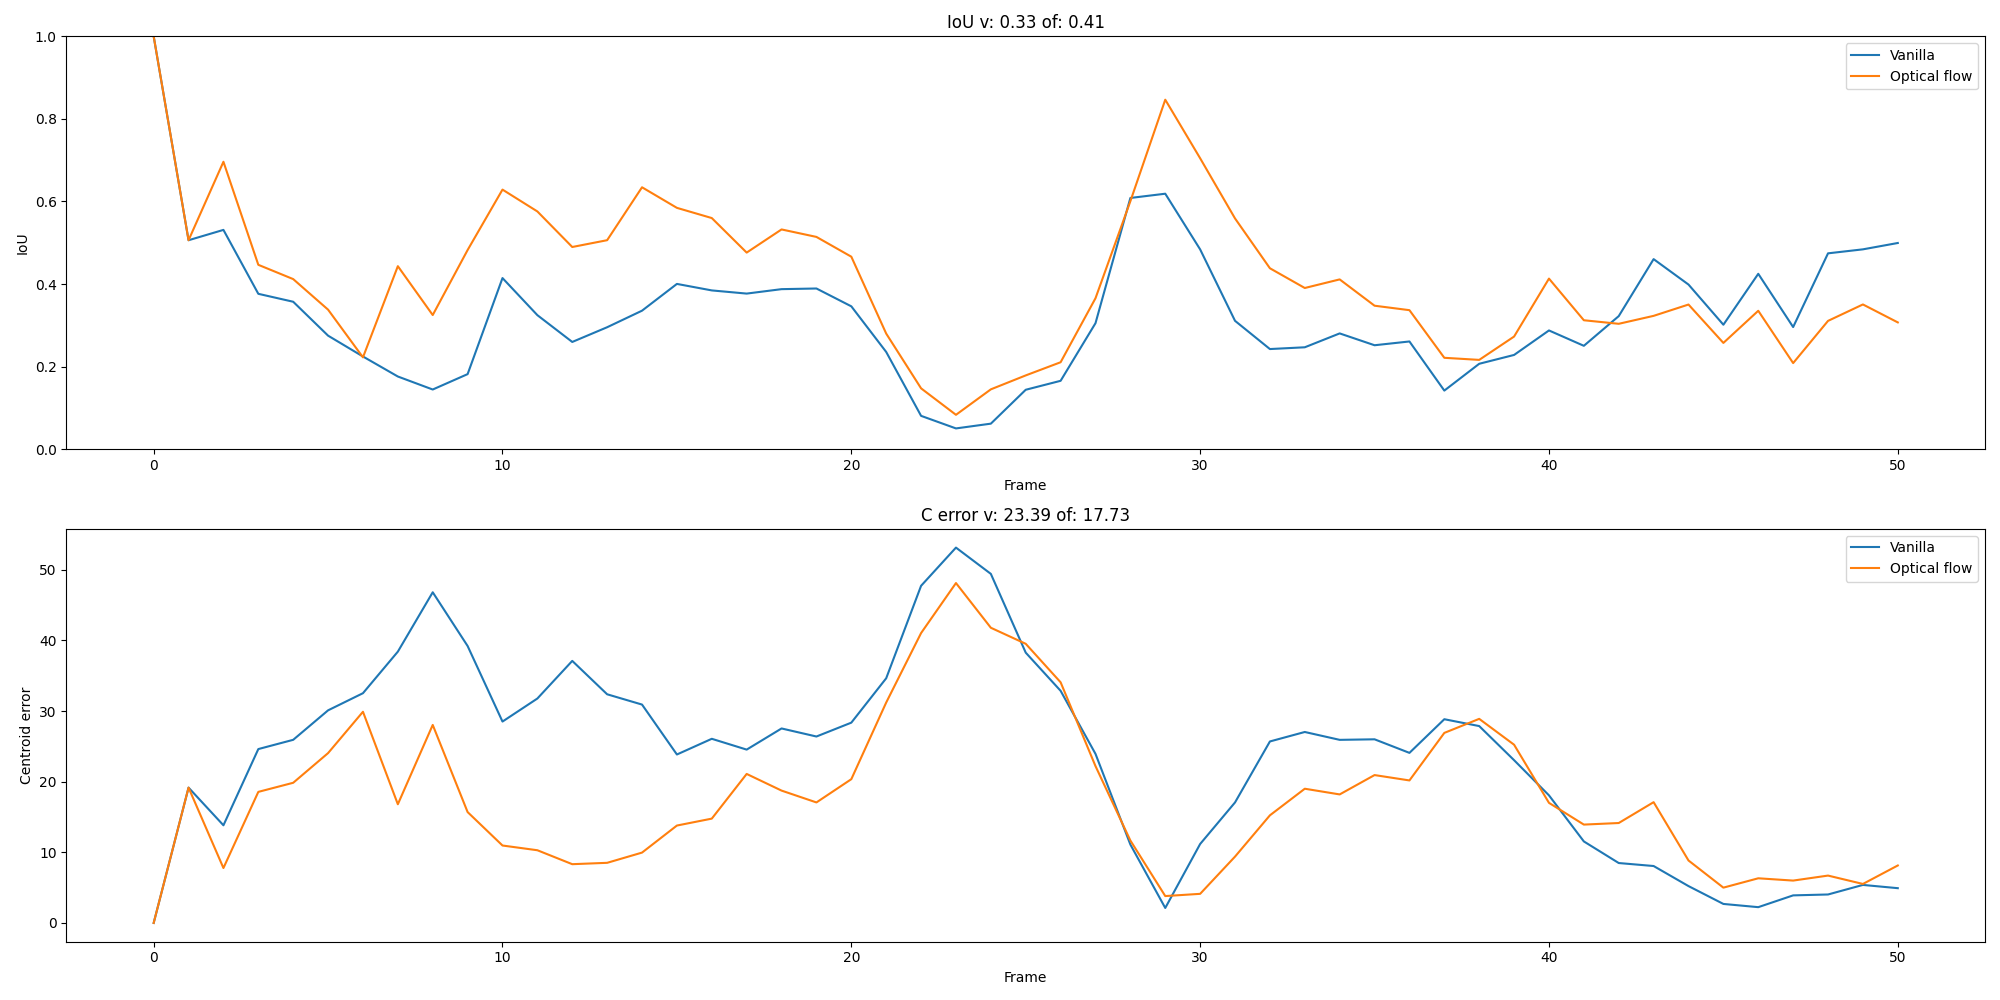 IoU v: 0.33 of: 0.41
1.0
0.8
0.6
0.4
0.2
0.0
IoU
Vanilla
Optical flow
0 10 20 30 40 50
Frame
C error v: 23.39 of: 17.73
50
40
30
20
10
0
Centroid error
Vanilla
Optical flow
0 10 20 30 40 50
Frame